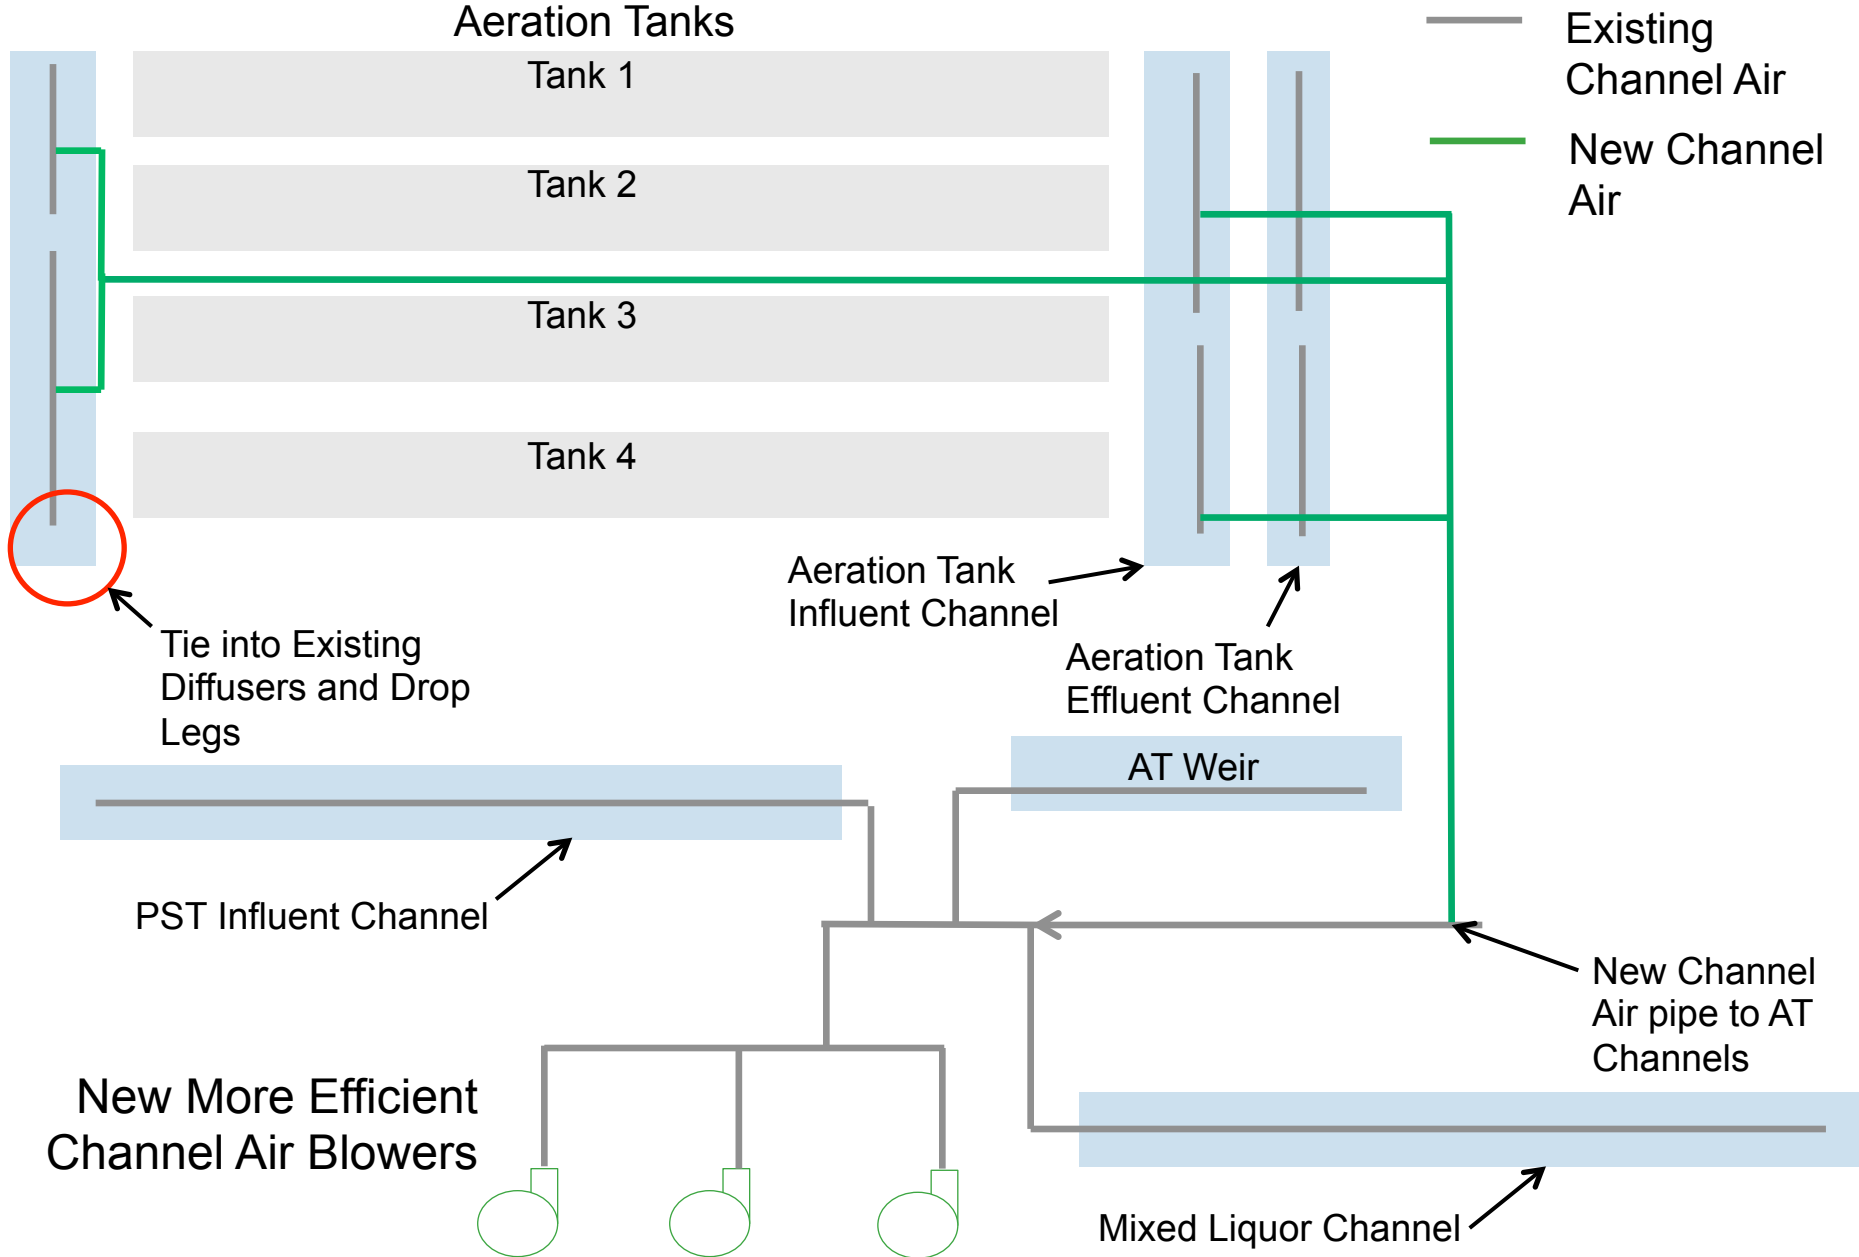 Aeration Tanks
Existing
Channel Air
New Channel
Air
Tank 1
Tank 2
Tank 3
Tank 4
Aeration Tank
Influent Channel
Aeration Tank
Effluent Channel
Tie into Existing
Diffusers and Drop
Legs
AT Weir
PST Influent Channel
New Channel
Air pipe to AT
Channels
New More Efficient
Channel Air Blowers
Mixed Liquor Channel